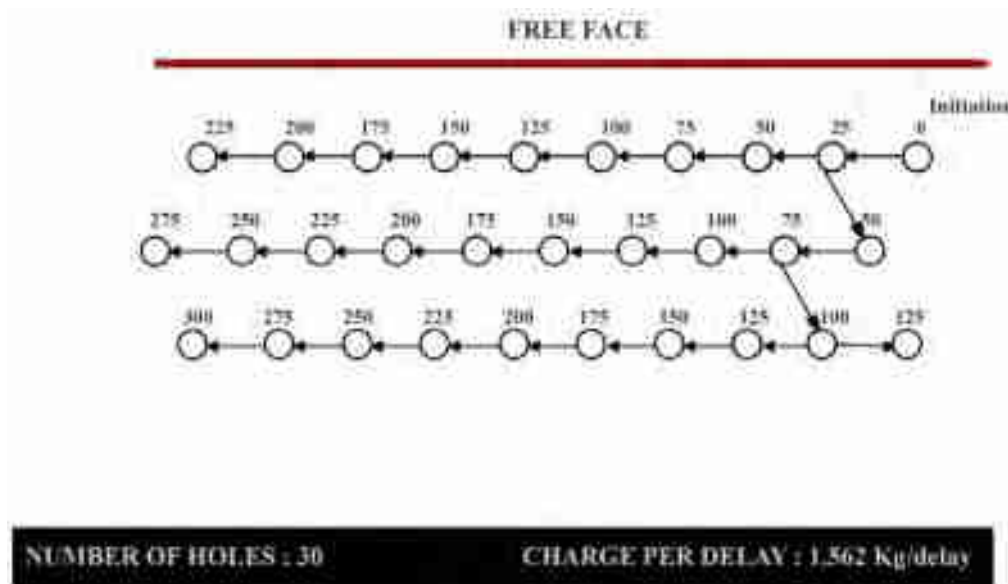 FREE FACE
Initiation
225 200 175 150 125 100 75 50 25 0
275 250 225 200 175 150 125 100 75 50
300 275 250 225 200 175 150 125 100 125
NUMBER OF HOLES : 30 CHARGE PER DELAY : 1.562 Kg/delay